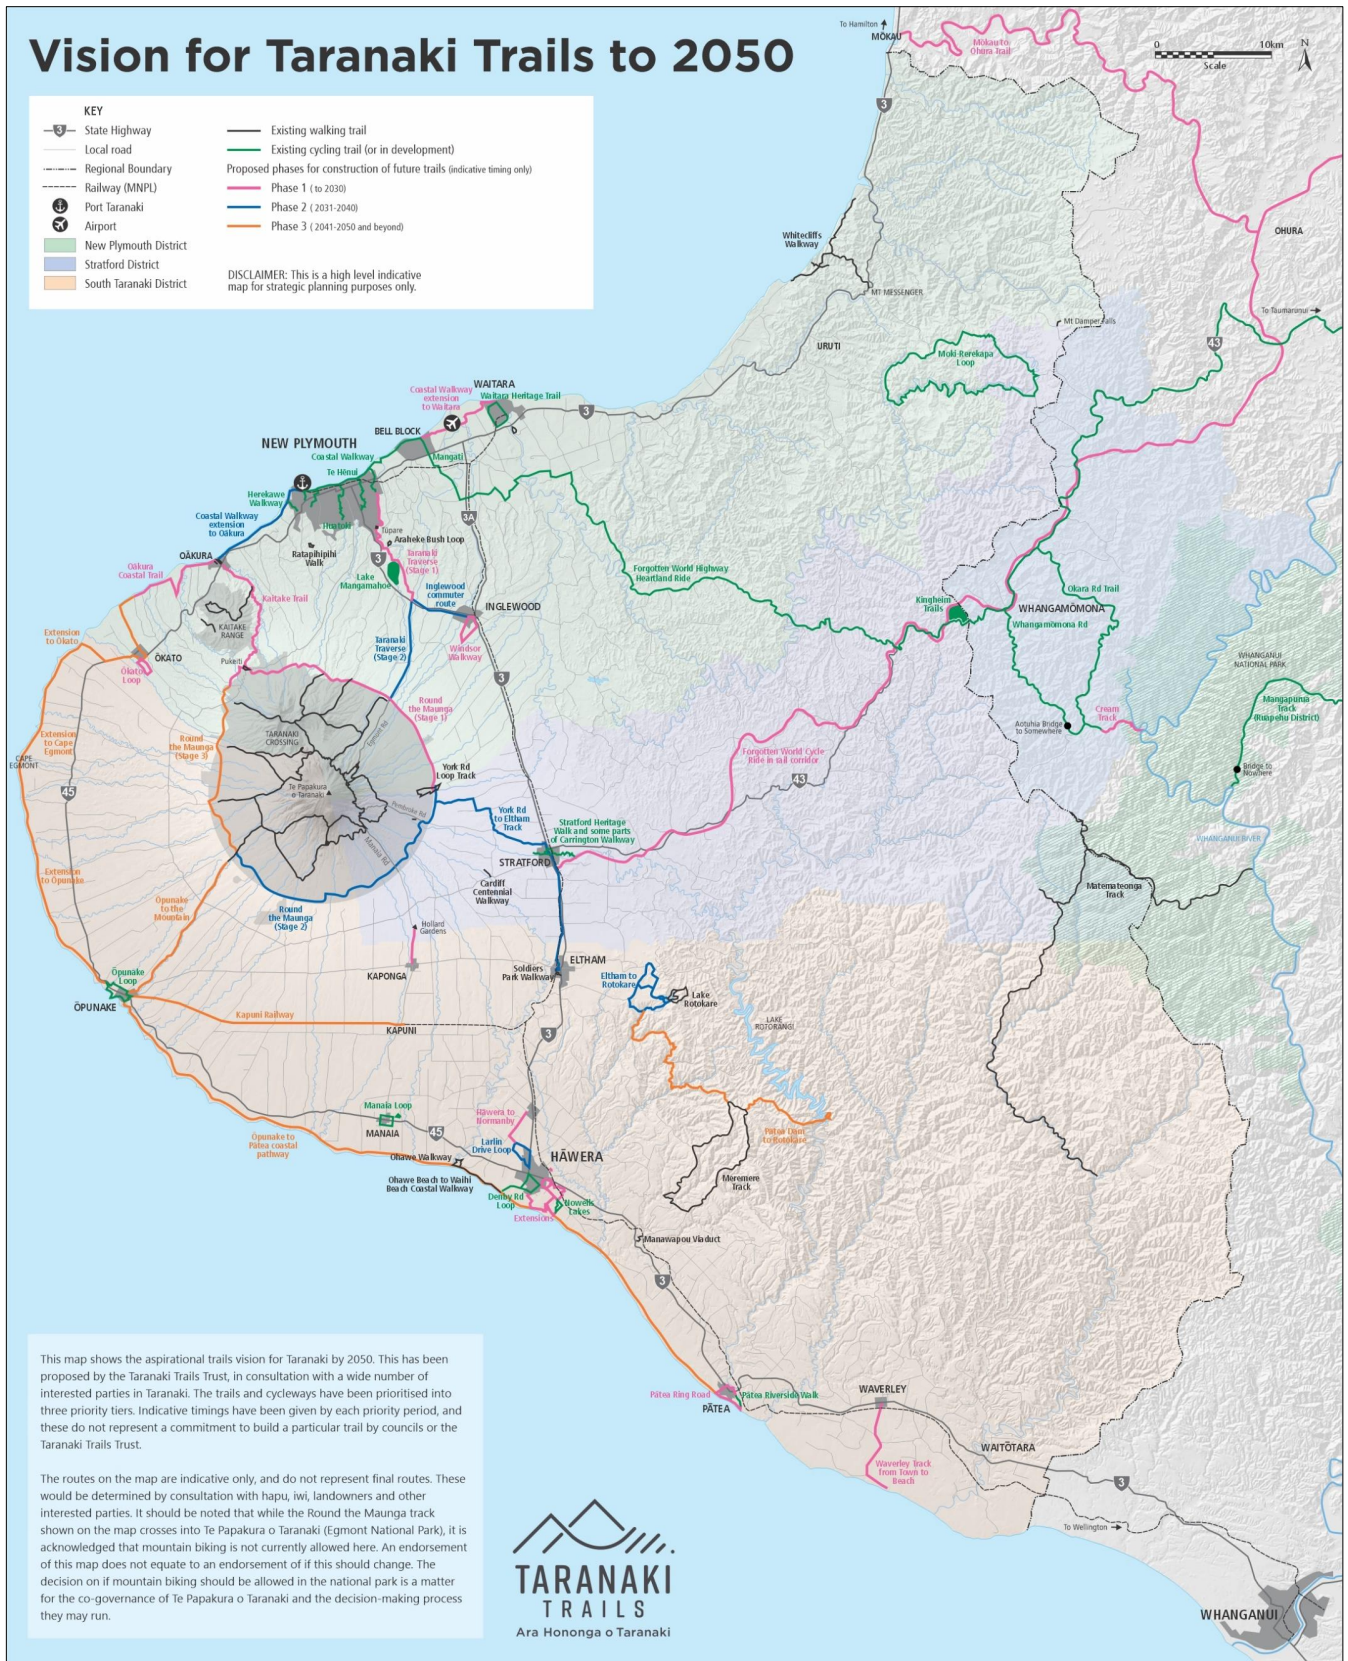 Vision for Taranaki Trails to 2050
KEY
3
State Highway
Local road
Regional Boundary
Railway (MNPL)
Port Taranaki
Airport
New Plymouth District
Stratford District
South Taranaki District
Existing walking trail
Existing cycling trail (or in development)
Proposed phases for construction of future trails (indicative timing only)
Phase 1 (to 2030)
Phase 2 (2031-2040)
Phase 3 (2041-2050 and beyond)
DISCLAIMER: This is a high level indicative
map for strategic planning purposes only.
To Hamilton
MŌKAU
Mōkau to
Ohura Trail
0
10km
Scale
N
3
OHURA
Whitecliffs
Walkway
MT MESSENGER
Mt Damper Falls
To Taumarunui
43
URUTI
Moki-Rerekapa
Loop
WAITARA
Coastal Walkway
extension
to Waitara
Waitara Heritage Trail
3
BELL BLOCK
NEW PLYMOUTH
Coastal Walkway
Mangati
Te Hēnui
Herekawe
Walkway
Coastal Walkway
extension
to Oākura
Huatoki
3A
Tūpare
Araheke Bush Loop
Ratapihipihi
Walk
3
Taranaki
Traverse
(Stage 1)
OĀKURA
Oākura
Coastal Trail
Lake
Mangamahoe
Inglewood
commuter
route
INGLEWOOD
Forgotten World Highway
Heartland Ride
Kaitake Trail
KAITAKE
RANGE
Kingheim
Trails
Okara Rd Trail
WHANGAMŌMONA
Whangamōmona Rd
Extension
to Ōkato
ŌKATO
Ōkato
Loop
Pukeiti
Taranaki
Traverse
(Stage 2)
Windsor
Walkway
3
WHANGANUI
NATIONAL PARK
Mangapurua
Track
(Ruapehu District)
Round
the Maunga
(Stage 1)
Cream
Track
Aotuhia Bridge
to Somewhere
Extension
to Cape
Egmont
Round
the Maunga
(Stage 3)
TARANAKI
CROSSING
Egmont Rd
CAPE
EGMONT
Forgotten World Cycle
Ride in rail corridor
York Rd
Loop Track
Bridge to
Nowhere
43
45
Te Papakura
o Taranaki
Pembroke Rd
York Rd
to Eltham
Track
Stratford Heritage
Walk and some parts
of Carrington Walkway
WHANGANUI RIVER
Manaia Rd
STRATFORD
Extension
to Ōpunake
Cardiff
Centennial
Walkway
Matemateonga
Track
Ōpunake
to the
Mountain
Round
the Maunga
(Stage 2)
Hollard
Gardens
KAPONGA
Soldiers
Park Walkway
ELTHAM
Eltham to
Rotokare
Lake
Rotokare
Ōpunake
Loop
ŌPUNAKE
Kapuni Railway
KAPUNI
3
LAKE
ROTORANGI
Manaia Loop
MANAIA
45
Hāwera to
Normanby
Pātea Dam
to Rotokare
Ōpunake to
Pātea coastal
pathway
Larlin
Drive Loop
HĀWERA
Ohawe Walkway
Ohawe Beach to Waihi
Beach Coastal Walkway
Meremere
Track
Denby Rd
Loop
Nowells
Lakes
Extensions
Manawapou Viaduct
3
Pātea Ring Road
PĀTEA
Pātea Riverside Walk
WAVERLEY
WAITŌTARA
Waverley Track
from Town to
Beach
3
To Wellington
WHANGANUI
This map shows the aspirational trails vision for Taranaki by 2050. This has been
proposed by the Taranaki Trails Trust, in consultation with a wide number of
interested parties in Taranaki. The trails and cycleways have been prioritised into
three priority tiers. Indicative timings have been given by each priority period, and
these do not represent a commitment to build a particular trail by councils or the
Taranaki Trails Trust.
The routes on the map are indicative only, and do not represent final routes. These
would be determined by consultation with hapu, iwi, landowners and other
interested parties. It should be noted that while the Round the Maunga track
shown on the map crosses into Te Papakura o Taranaki (Egmont National Park), it is
acknowledged that mountain biking is not currently allowed here. An endorsement
of this map does not equate to an endorsement of if this should change. The
decision on if mountain biking should be allowed in the national park is a matter
for the co-governance of Te Papakura o Taranaki and the decision-making process
they may run.
TARANAKI
TRAILS
Ara Hononga o Taranaki